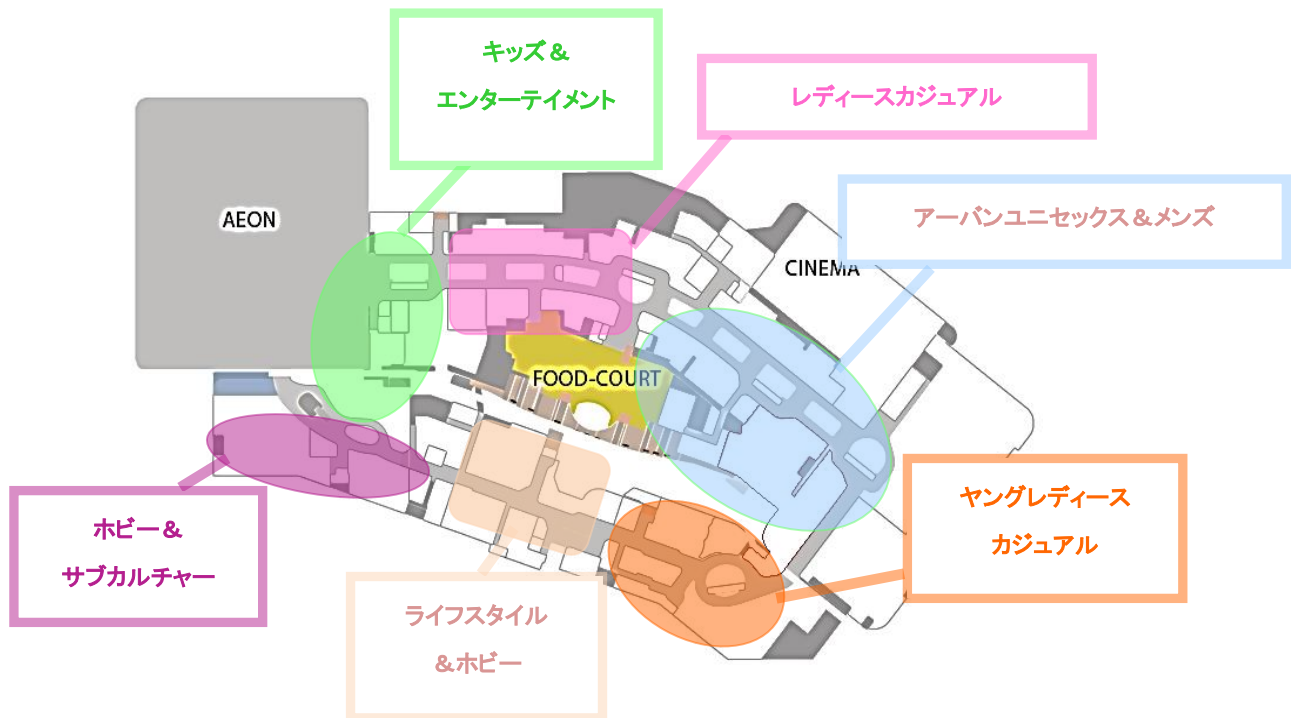 キッズ＆
エンターテイメント
レディースカジュアル
AEON
アーバンユニセックス＆メンズ
CINEMA
FOOD-COURT
ホビー＆
サブカルチャー
ライフスタイル
＆ホビー
ヤングレディース
カジュアル